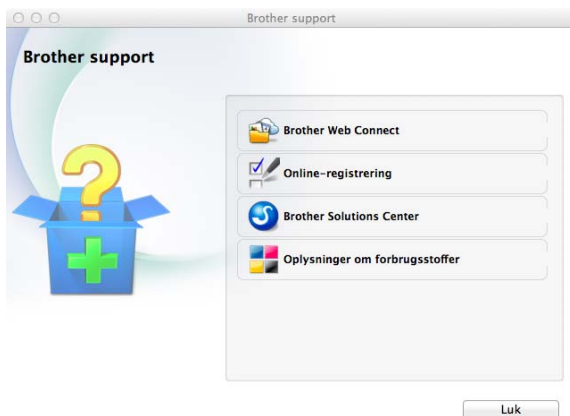 Brother support
Brother support
Brother Web Connect
Online-registrering
Brother Solutions Center
Oplysninger om forbrugsstoffer
Luk